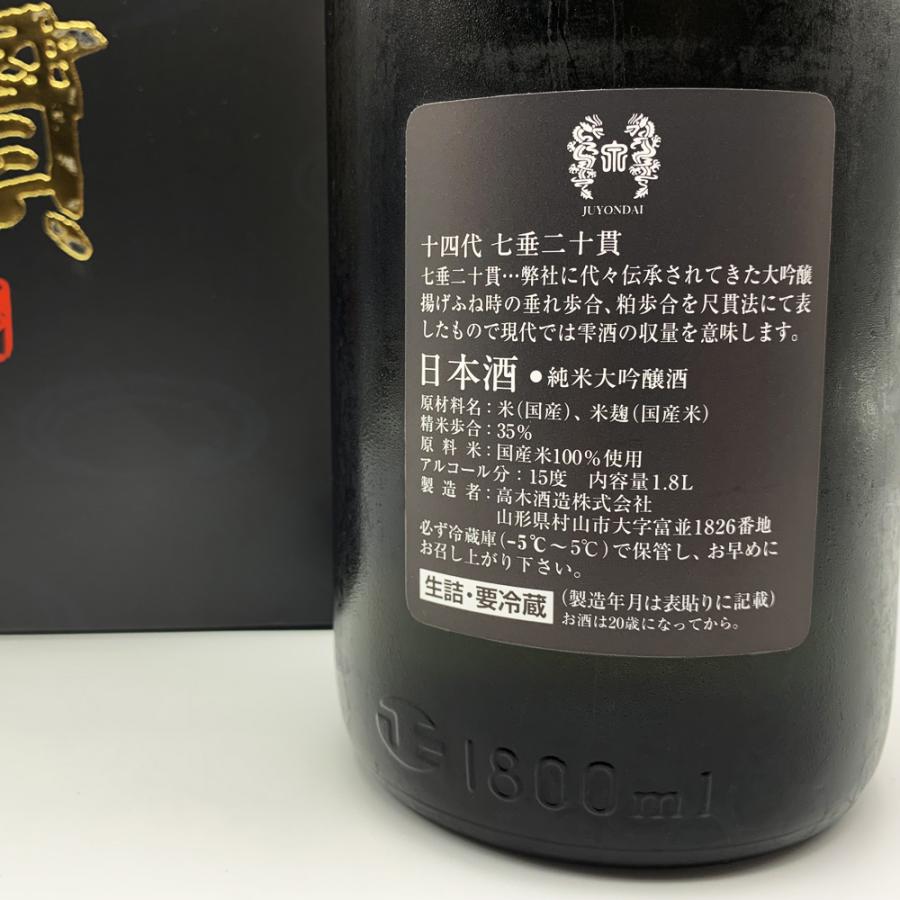 貫
JUYONDAI
十四代 七垂二十貫
七垂二十貫…弊社に代々伝承されてきた大吟醸
揚げふね時の垂れ歩合、粕歩合を尺貫法にて表
したもので現代では雫酒の収量を意味します。
日本酒 ●純米大吟醸酒
原材料名：米(国産)、米麹(国産米)
精米歩合：35%
原料米：国産米100%使用
アルコール分：15度 内容量1.8L
製造者：高木酒造株式会社
山形県村山市大字富並1826番地
必ず冷蔵庫(-5℃～5℃)で保管し、お早めに
お召し上がり下さい。
生詰・要冷蔵 (製造年月は表貼りに記載)
お酒は20歳になってから。
正 1800ml